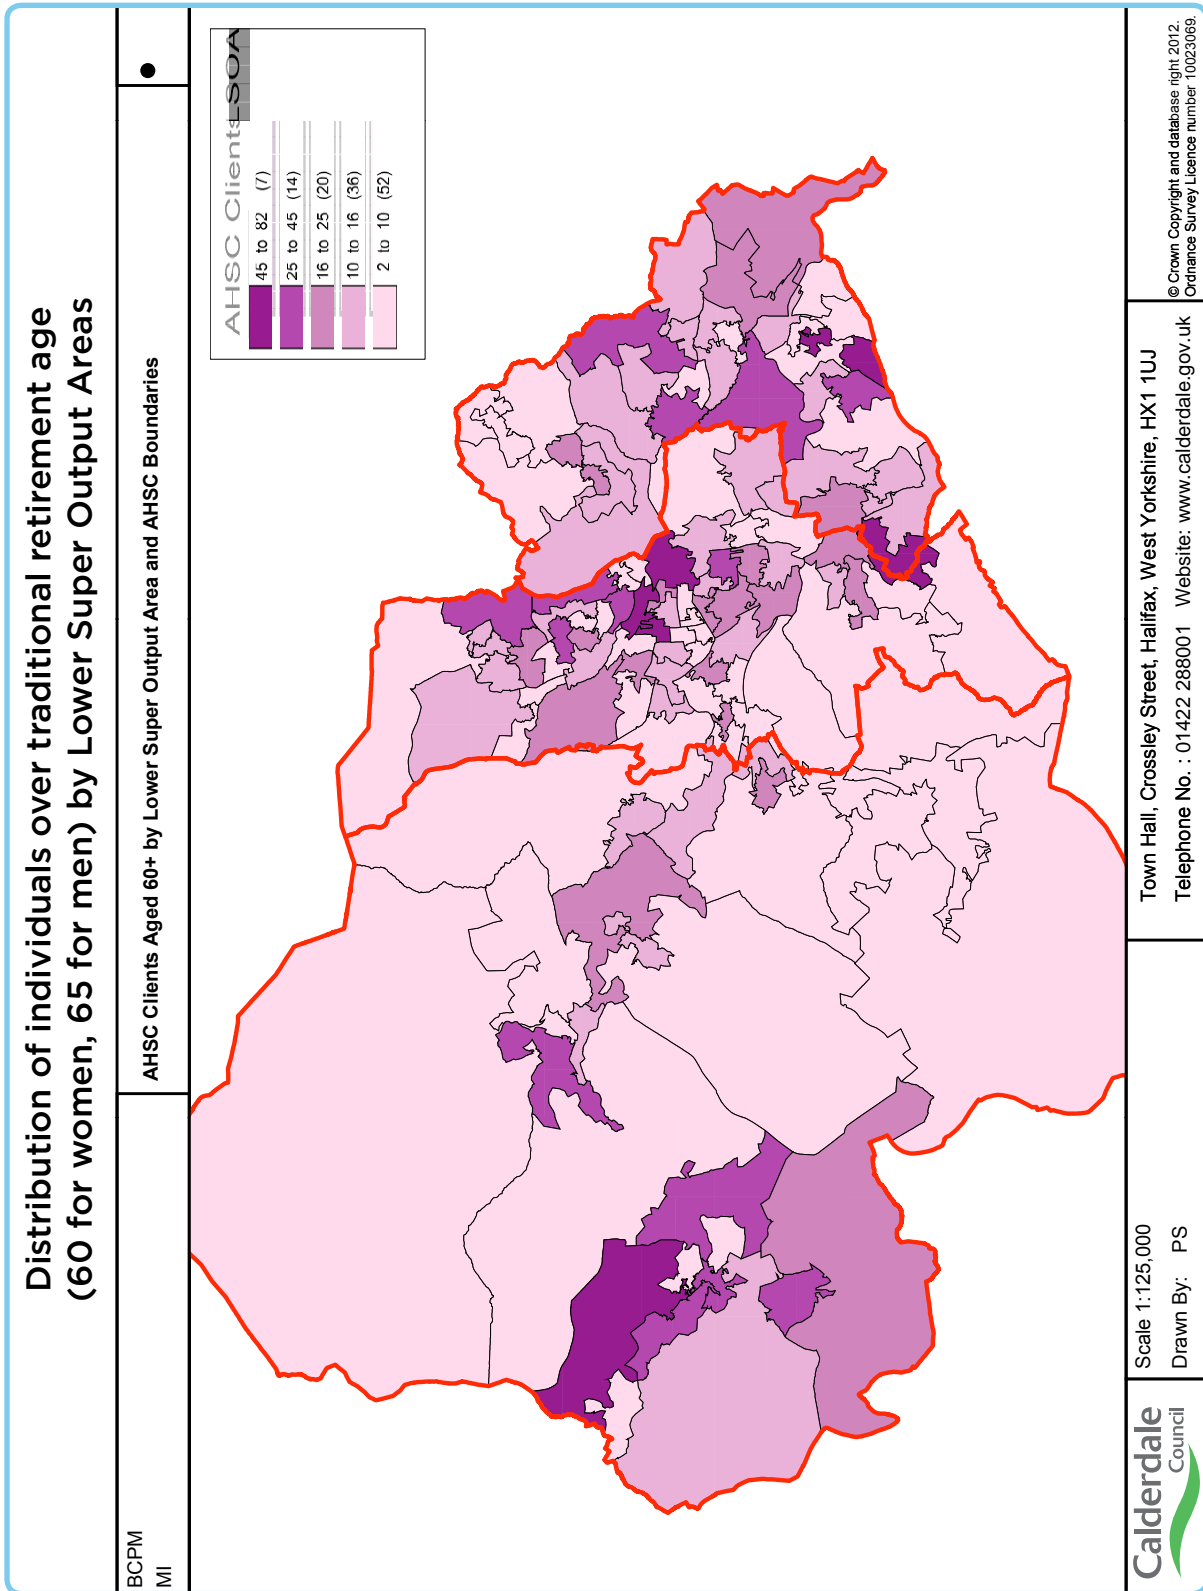 Distribution of individuals over traditional retirement age
(60 for women, 65 for men) by Lower Super Output Areas
BCPM
MI
AHSC Clients Aged 60+ by Lower Super Output Area and AHSC Boundaries
AHSC Clients LSOA
45 to 82 (7)
25 to 45 (14)
16 to 25 (20)
10 to 16 (36)
2 to 10 (52)
Calderdale
Council
Scale 1:125,000
Drawn By: PS
Town Hall, Crossley Street, Halifax, West Yorkshire, HX1 1UJ
Telephone No. : 01422 288001 Website: www.calderdale.gov.uk
© Crown Copyright and database right 2012.
Ordnance Survey Licence number 10023069.